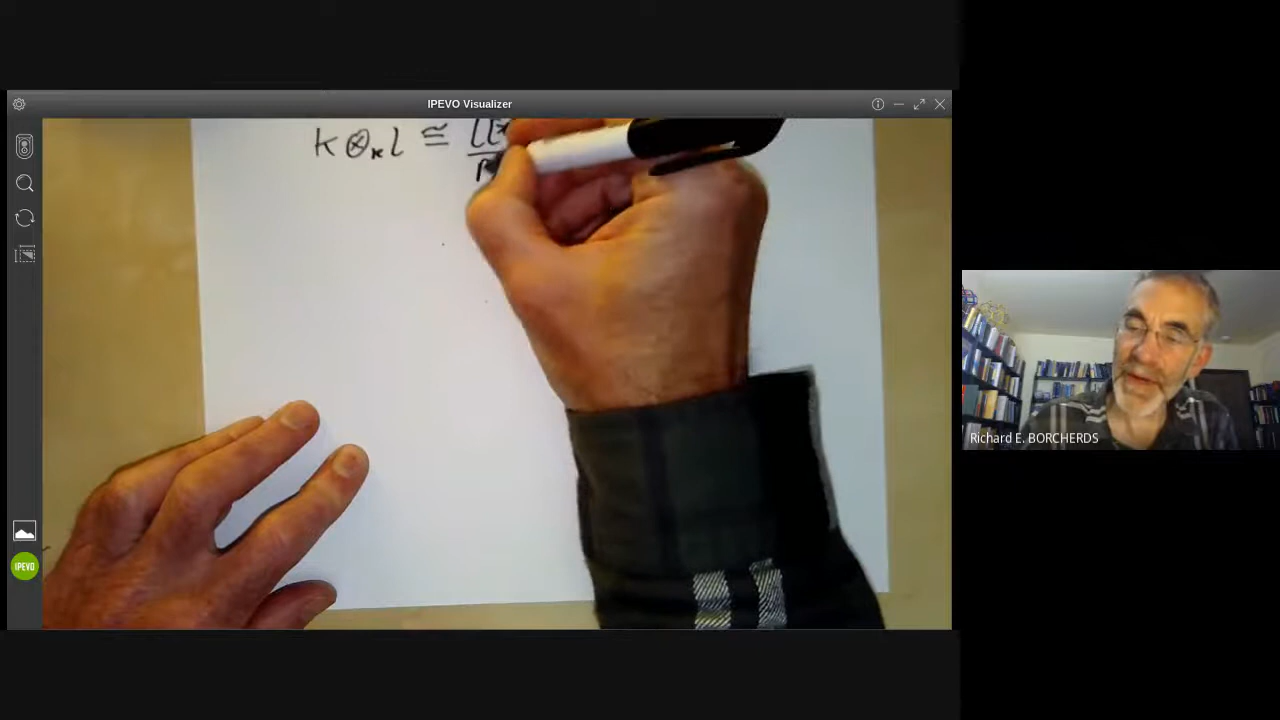 IPEVO Visualizer
k ⊗ₖ L ≅ L[x
IPEVO
Richard E. BORCHERDS